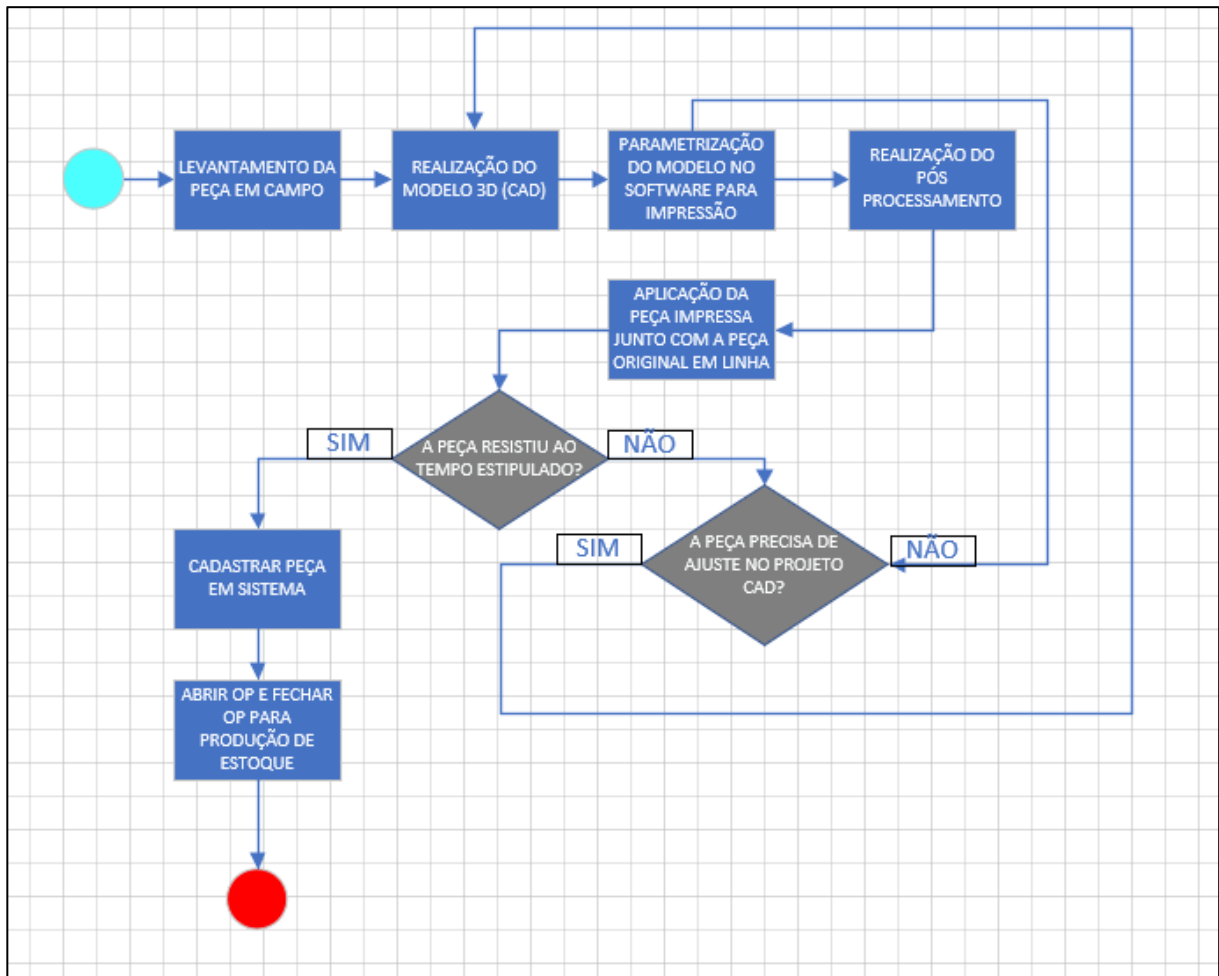 LEVANTAMENTO DA
PEÇA EM CAMPO
REALIZAÇÃO DO
MODELO 3D (CAD)
PARAMETRIZAÇÃO
DO MODELO NO
SOFTWARE PARA
IMPRESSÃO
REALIZAÇÃO DO
PÓS
PROCESSAMENTO
APLICAÇÃO DA
PEÇA IMPRESSA
JUNTO COM A PEÇA
ORIGINAL EM LINHA
SIM
A PEÇA RESISTIU AO
TEMPO ESTIPULADO?
NÃO
SIM
A PEÇA PRECISA DE
AJUSTE NO PROJETO
CAD?
NÃO
CADASTRAR PEÇA
EM SISTEMA
ABRIR OP E FECHAR
OP PARA
PRODUÇÃO DE
ESTOQUE